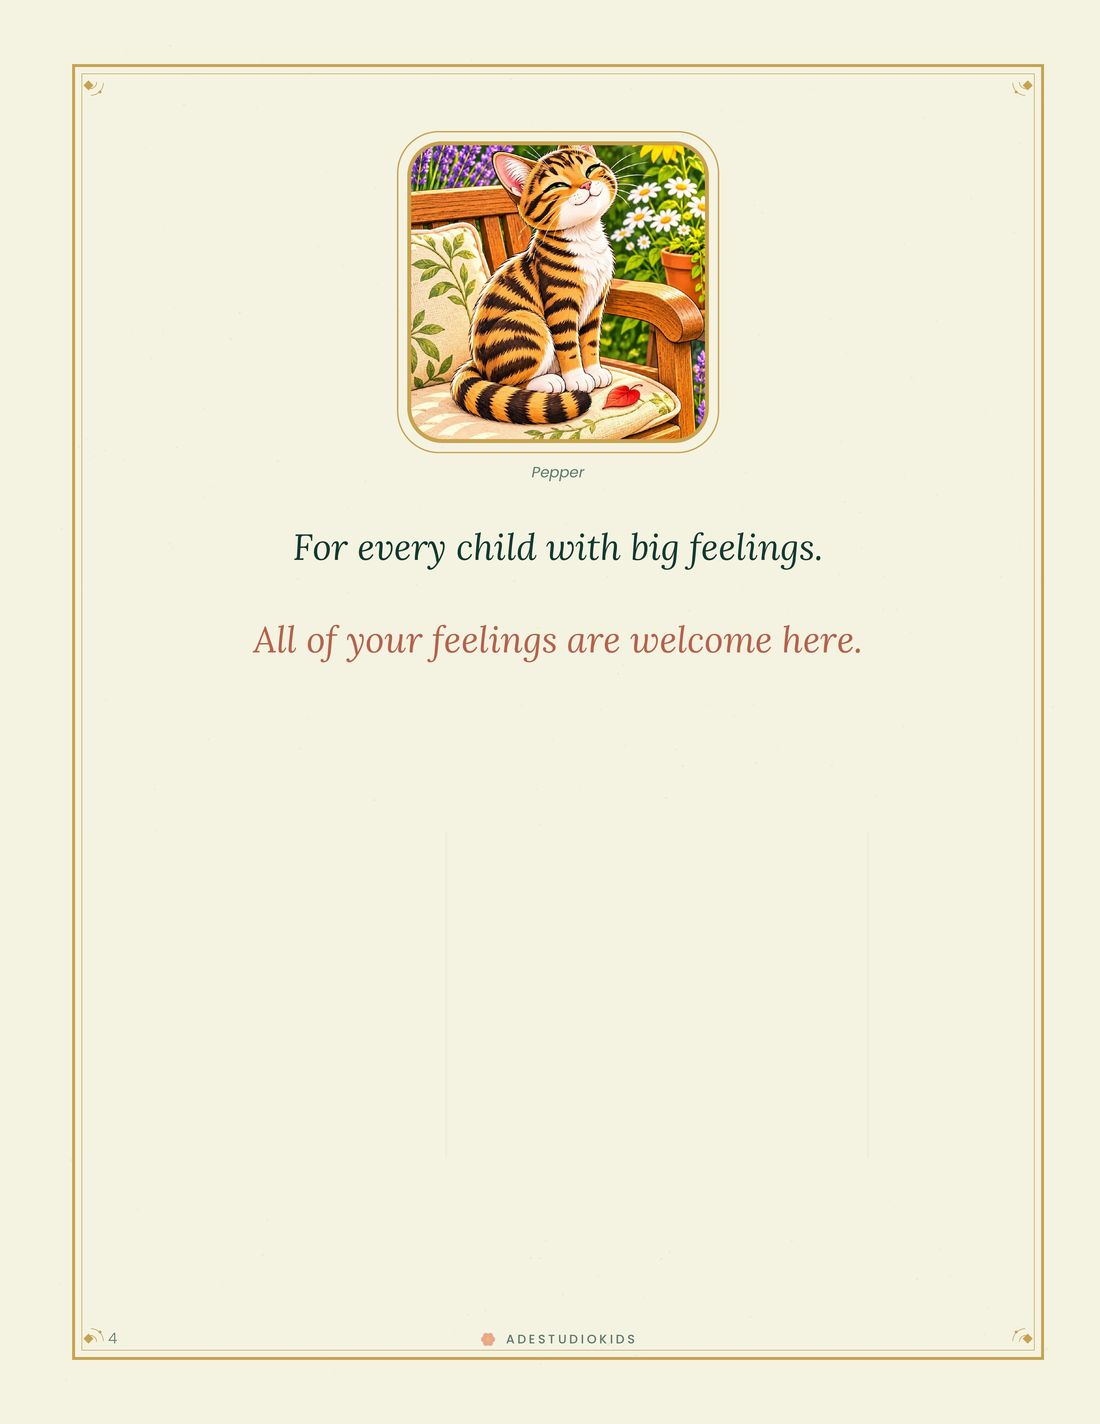 Pepper
For every child with big feelings.
All of your feelings are welcome here.
4
ADESTUDIOKIDS